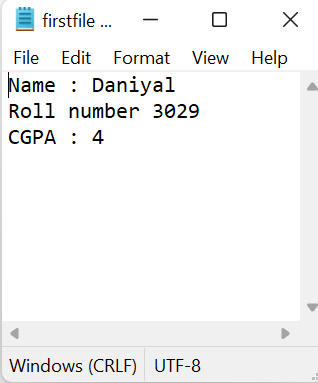 firstfile ...
File Edit Format View Help
Name : Daniyal
Roll number 3029
CGPA : 4
Windows (CRLF) UTF-8